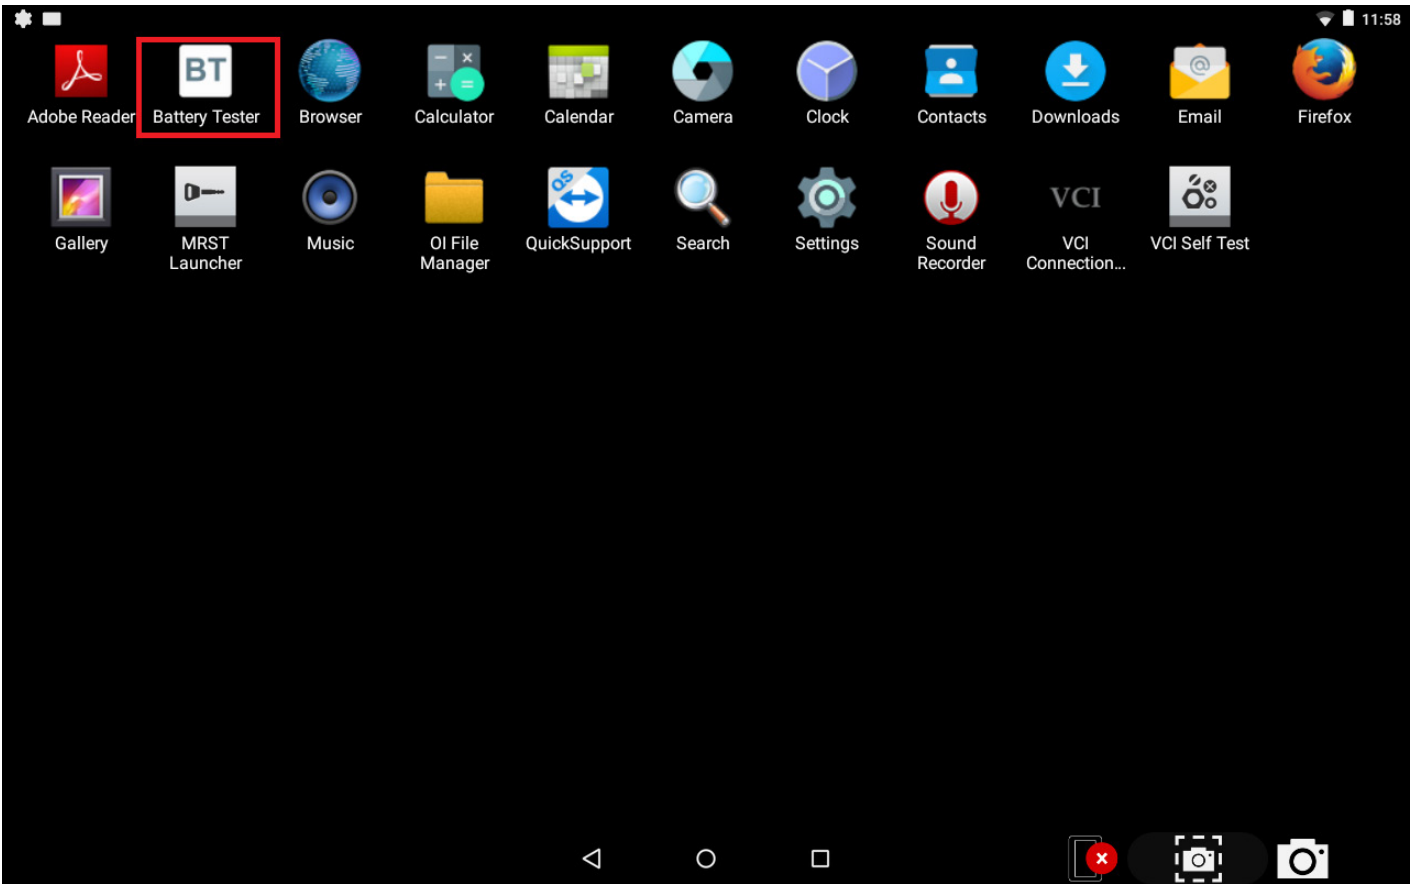 11:58
BT
Adobe Reader
Battery Tester
Browser
Calculator
Calendar
Camera
Clock
Contacts
Downloads
Email
Firefox
QS
VCI
Gallery
MRST
Launcher
Music
OI File
Manager
QuickSupport
Search
Settings
Sound
Recorder
VCI
Connection...
VCI Self Test